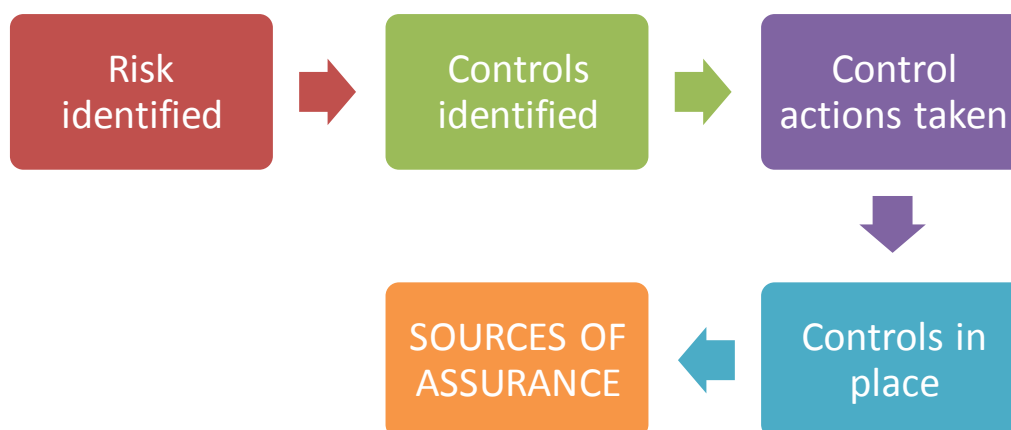 Risk
identified
Controls
identified
Control
actions taken
Controls in
place
SOURCES OF
ASSURANCE